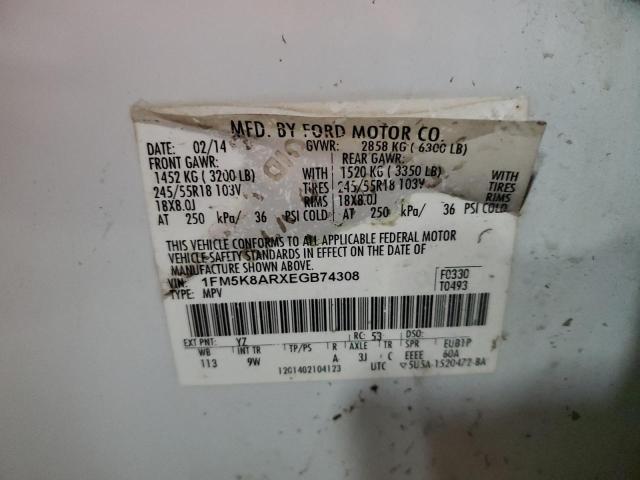 MFD. BY FORD MOTOR CO.
DATE: 02/14 GVWR: 2858 KG ( 6300 LB)
FRONT GAWR: REAR GAWR:
1452 KG ( 3200 LB) WITH 1520 KG ( 3350 LB) WITH
245/55R18 103V TIRES 245/55R18 103V TIRES
18X8.0J RIMS 18X8.0J RIMS
AT 250 kPa/ 36 PSI COLD AT 250 kPa/ 36 PSI COLD
THIS VEHICLE CONFORMS TO ALL APPLICABLE FEDERAL MOTOR
VEHICLE SAFETY STANDARDS IN EFFECT ON THE DATE OF
MANUFACTURE SHOWN ABOVE.
VIN: 1FM5K8ARXEGB74308 F0330
TYPE: MPV T0493
EXT PNT: YZ RC: 53 DSO:
WB INT TR TP/PS R AXLE TR SPR EUB1P
113 9W A 3J C EEEE 60A
12G1402104123 UTC 5U5A-1520472-BA